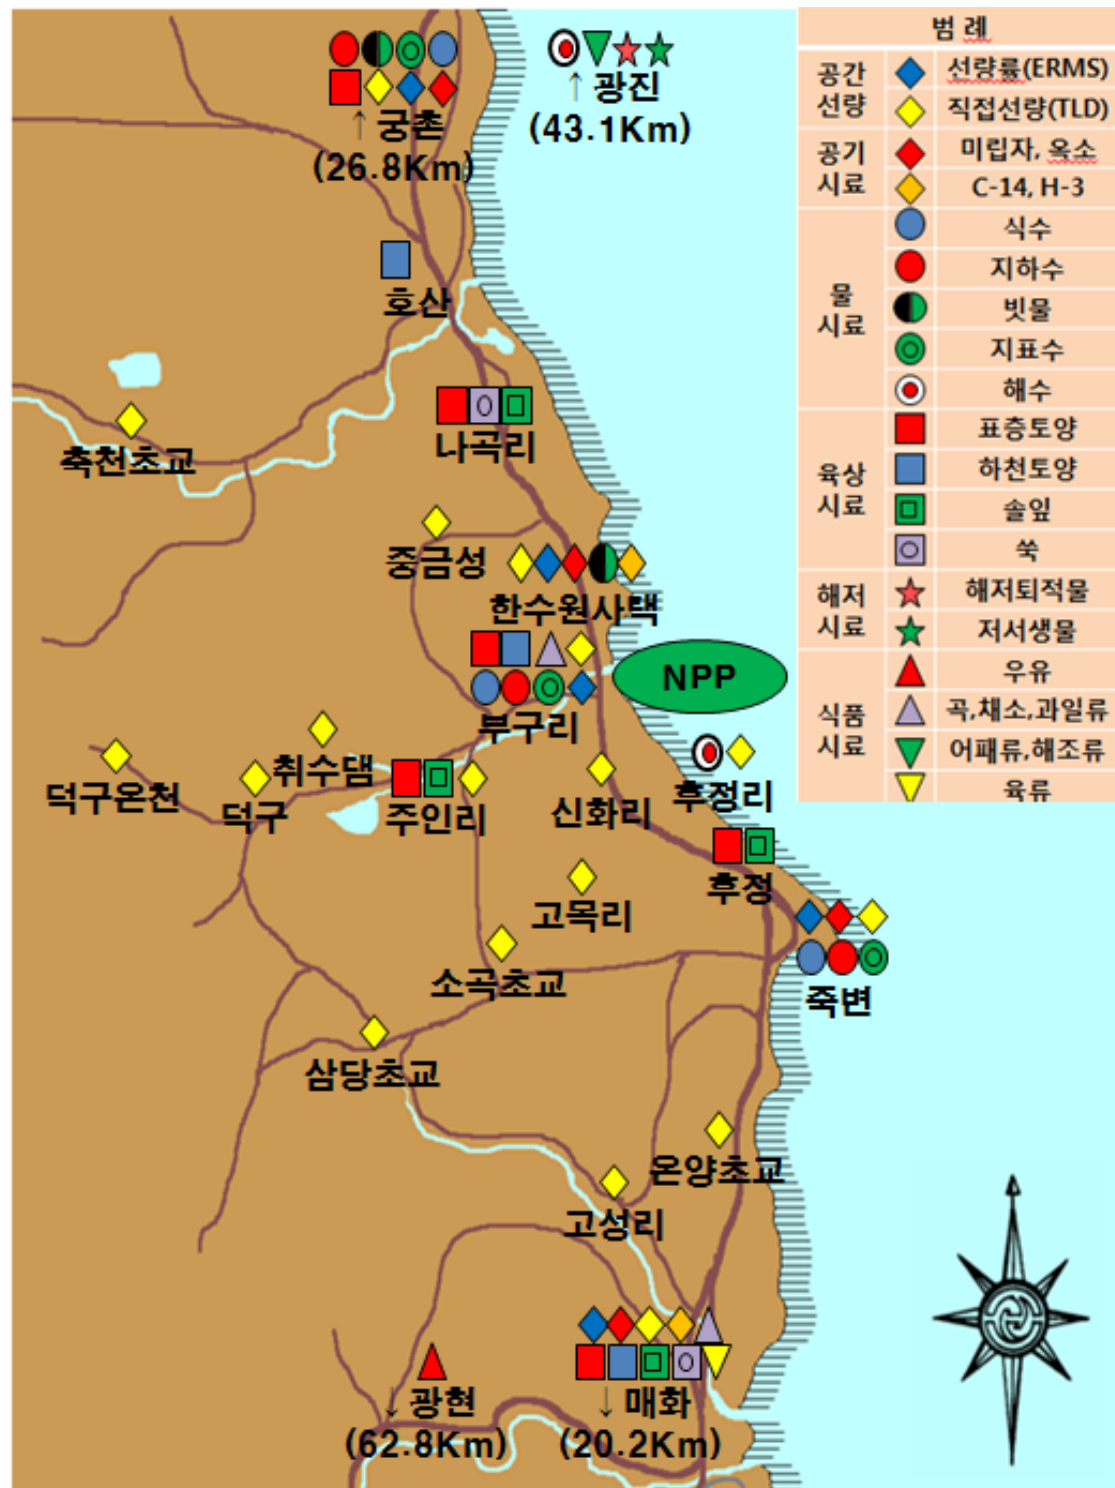 궁촌
(26.8Km)
광진
(43.1Km)
호산
나곡리
축천초교
중금성
한수원사택
NPP
부구리
취수댐
덕구온천
덕구
주인리
신화리
후정리
후정
고목리
소곡초교
죽변
삼당초교
온양초교
고성리
광현
(62.8Km)
매화
(20.2Km)
범 례
공간
선량
선량률(ERMS)
직접선량(TLD)
공기
시료
미립자, 옥소
C-14, H-3
물
시료
식수
지하수
빗물
지표수
해수
육상
시료
표층토양
하천토양
솔잎
쑥
해저
시료
해저퇴적물
저서생물
식품
시료
우유
곡,채소,과일류
어패류,해조류
육류